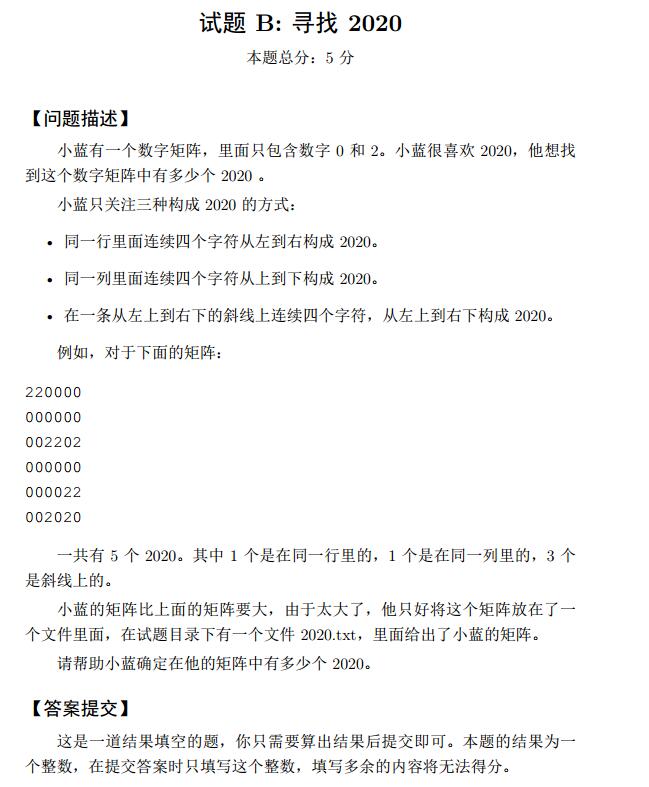 试题 B: 寻找 2020
本题总分：5 分
【问题描述】
小蓝有一个数字矩阵，里面只包含数字 0 和 2。小蓝很喜欢 2020，他想找
到这个数字矩阵中有多少个 2020 。
小蓝只关注三种构成 2020 的方式：
• 同一行里面连续四个字符从左到右构成 2020。
• 同一列里面连续四个字符从上到下构成 2020。
• 在一条从左上到右下的斜线上连续四个字符，从左上到右下构成 2020。
例如，对于下面的矩阵：
220000
000000
002202
000000
000022
002020
一共有 5 个 2020。其中 1 个是在同一行里的，1 个是在同一列里的，3 个
是斜线上的。
小蓝的矩阵比上面的矩阵要大，由于太大了，他只好将这个矩阵放在了一
个文件里面，在试题目录下有一个文件 2020.txt，里面给出了小蓝的矩阵。
请帮助小蓝确定在他的矩阵中有多少个 2020。
【答案提交】
这是一道结果填空的题，你只需要算出结果后提交即可。本题的结果为一
个整数，在提交答案时只填写这个整数，填写多余的内容将无法得分。